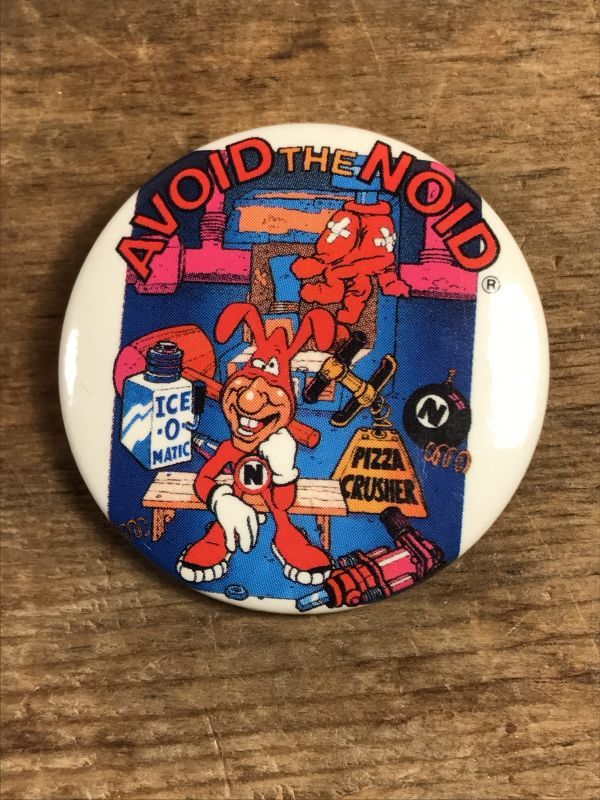 AVOID THE NOID
®
ICE
-O-
MATIC
N
PIZZA
CRUSHER
N